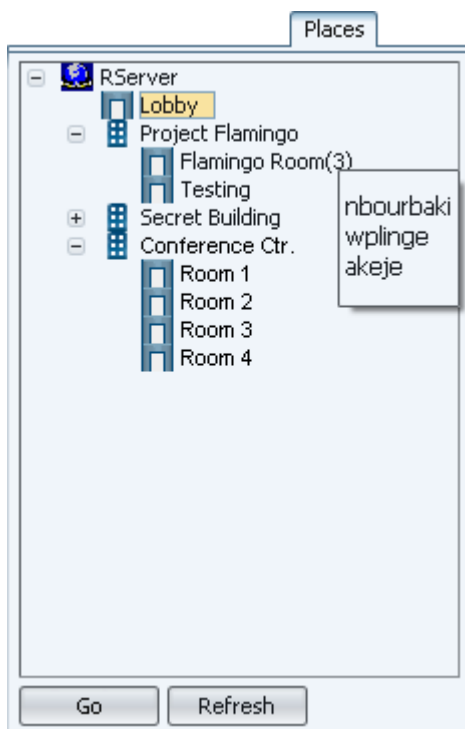 Places
RServer
Lobby
Project Flamingo
Flamingo Room(3)
Testing
nbourbaki
wplinge
akeje
Secret Building
Conference Ctr.
Room 1
Room 2
Room 3
Room 4
Go
Refresh